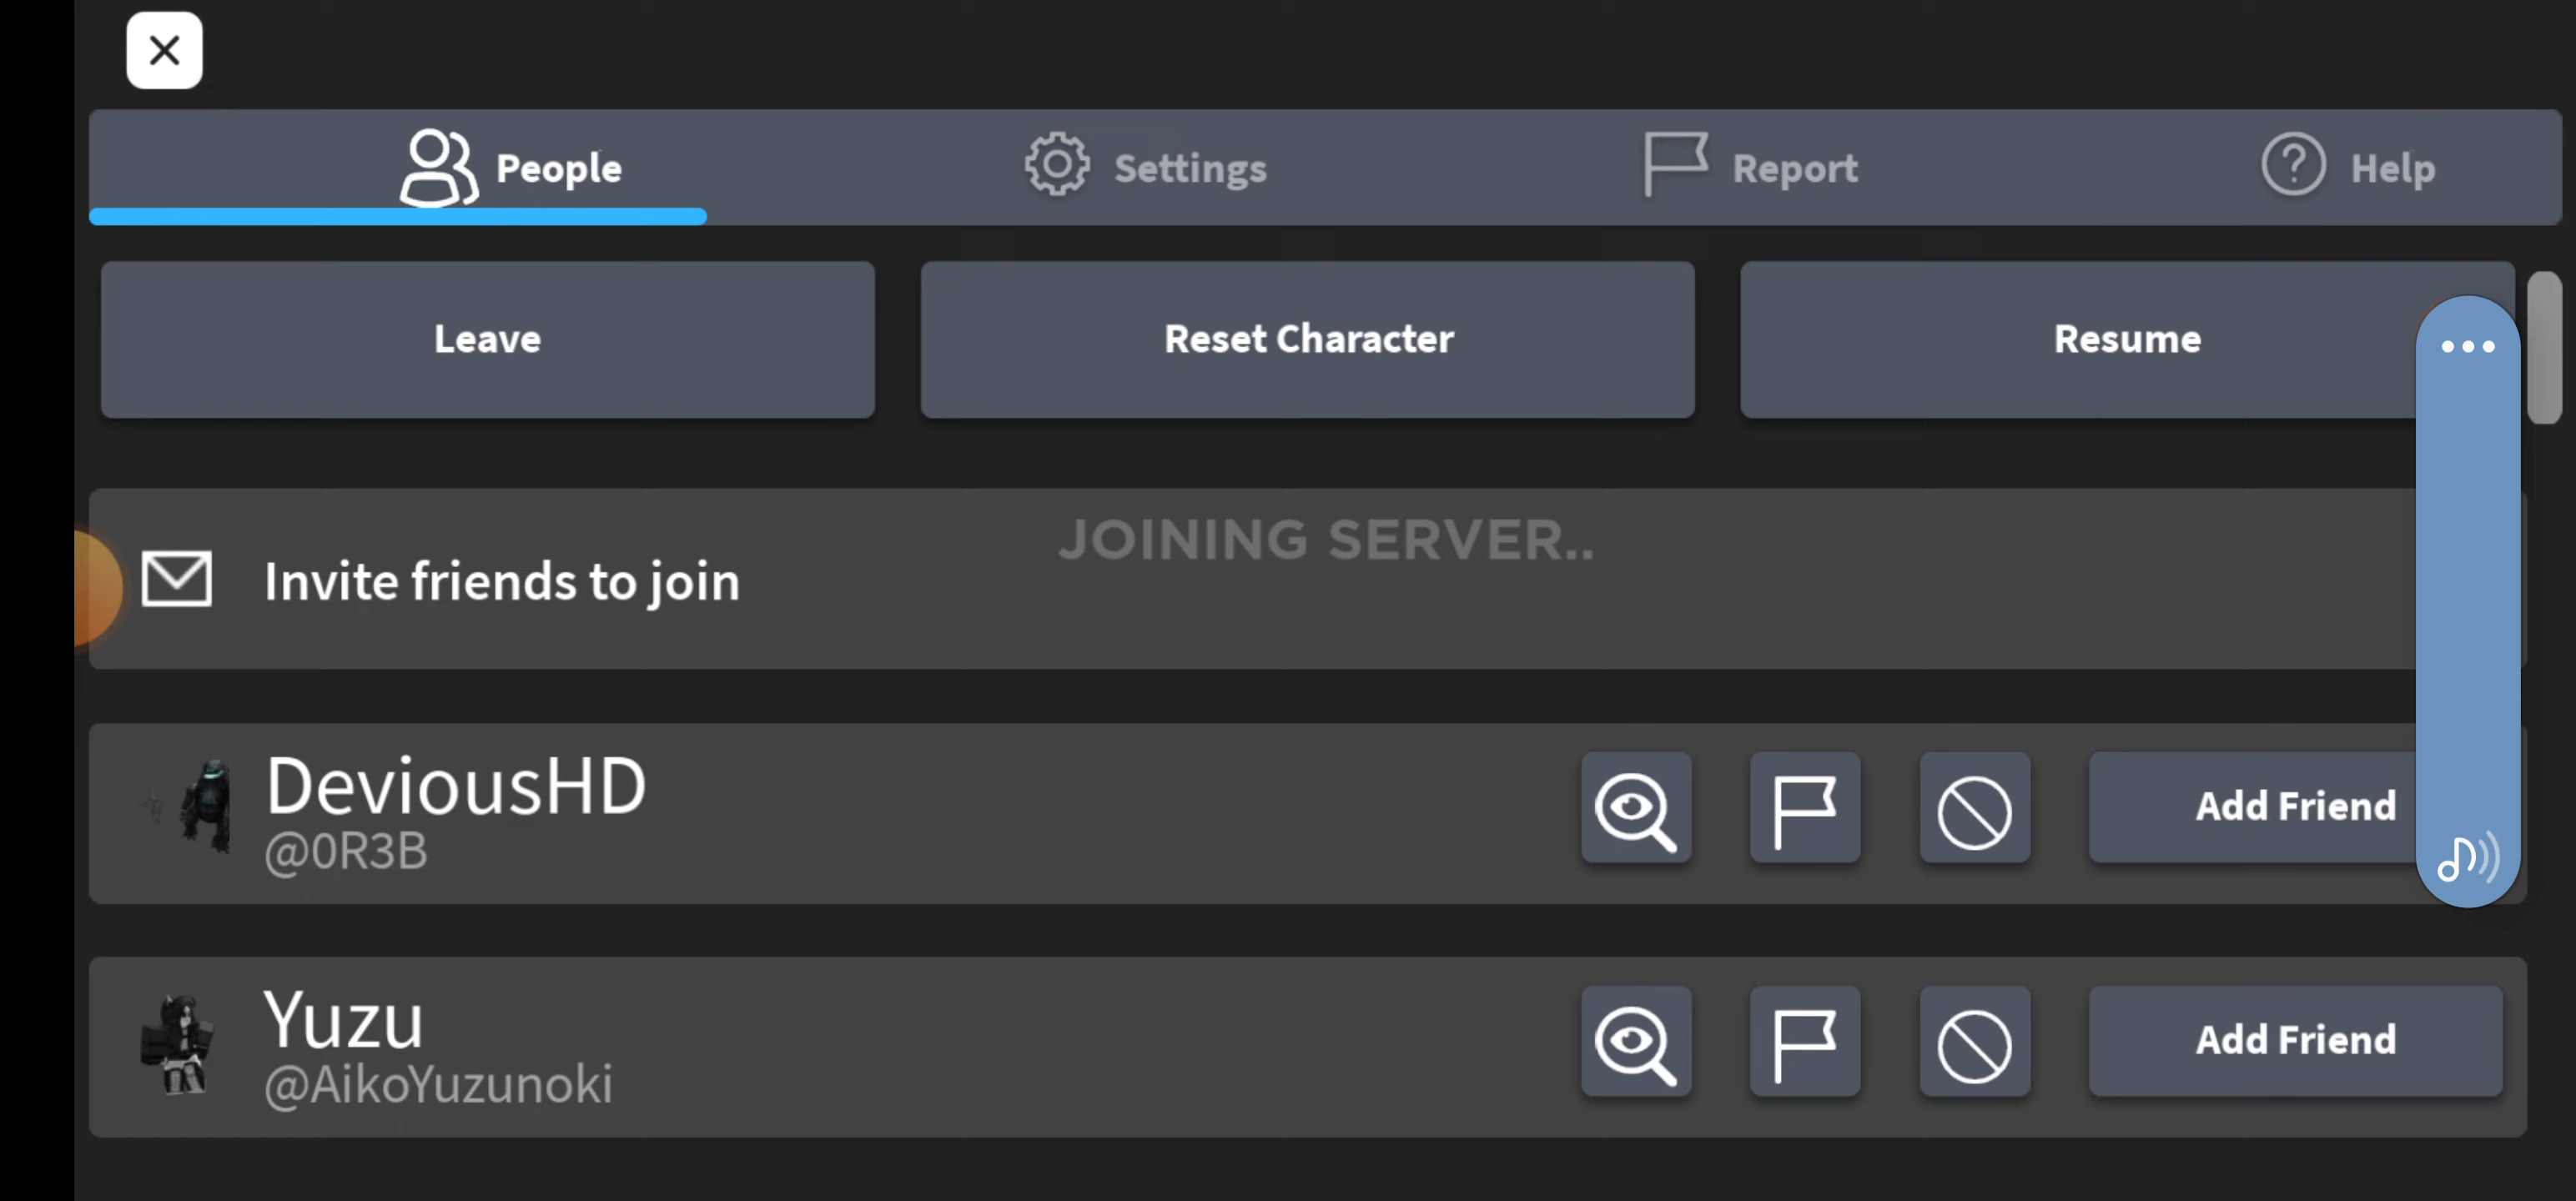 People
Settings
Report
Help
Leave
Reset Character
Resume
JOINING SERVER..
Invite friends to join
DeviousHD
@0R3B
Add Friend
Yuzu
@AikoYuzunoki
Add Friend